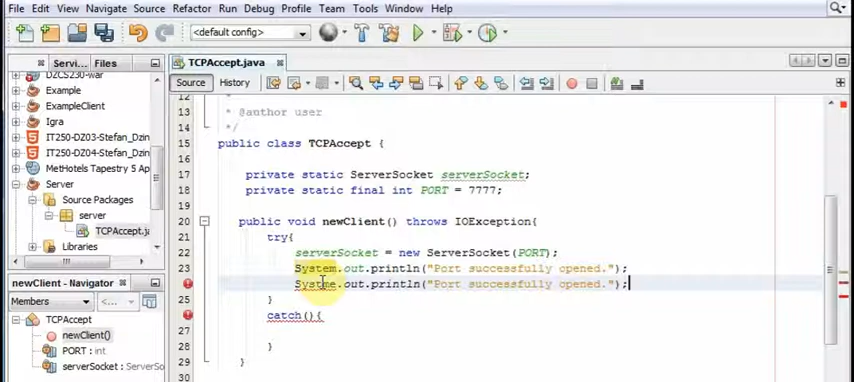 File Edit View Navigate Source Refactor Run Debug Profile Team Tools Window Help
<default config>
Servi... Files
TCPAccept.java
DZCS230-war
Example
ExampleClient
Igra
IT250-DZ03-Stefan_Dzin
IT250-DZ04-Stefan_Dzin
MetHotels Tapestry 5 Ap
Server
Source Packages
server
TCPAccept.ja
Libraries
newClient - Navigator
Members
<...>
TCPAccept
newClient()
PORT : int
serverSocket : ServerSo
Source History
12
13 * @author user
14 */
15 public class TCPAccept {
16
17 private static ServerSocket serverSocket;
18 private static final int PORT = 7777;
19
20 public void newClient() throws IOException{
21 try{
22 serverSocket = new ServerSocket(PORT);
23 System.out.println("Port successfully opened.");
Systme.out.println("Port successfully opened.");
25 }
catch(){
27
28 }
29 }
30